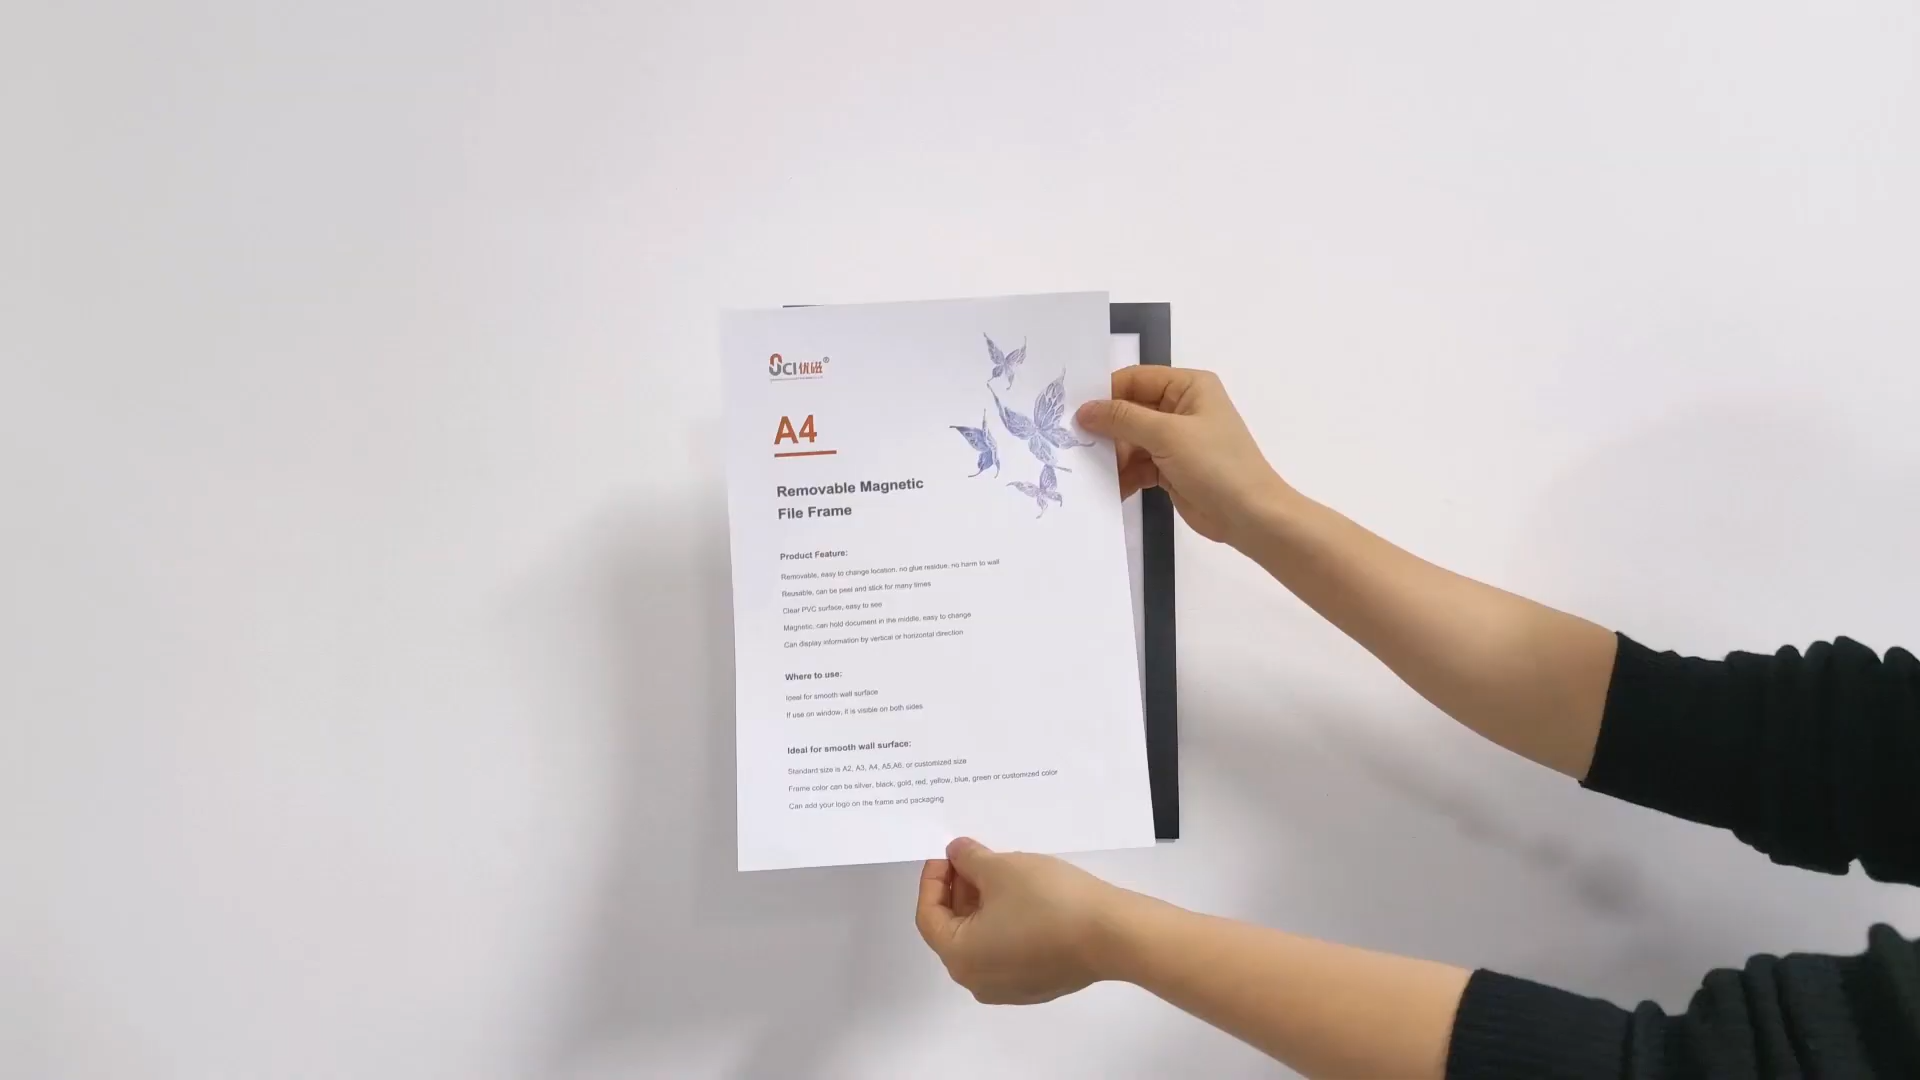 UCI优磁®
A4
Removable Magnetic
File Frame
Product Feature:
Removable, easy to change location, no glue residue, no harm to wall
Reusable, can be peel and stick for many times
Clear PVC surface, easy to see
Magnetic, can hold document in the middle, easy to change
Can display information by vertical or horizontal direction
Where to use:
Ideal for smooth wall surface
If use on window, it is visible on both sides
Ideal for smooth wall surface:
Standant size is A2, A3, A4, A5,A6, or customized size
Frame color can be silver, black, gold, red, yellow, blue, green or customized color
Can add your logo on the frame and packaging